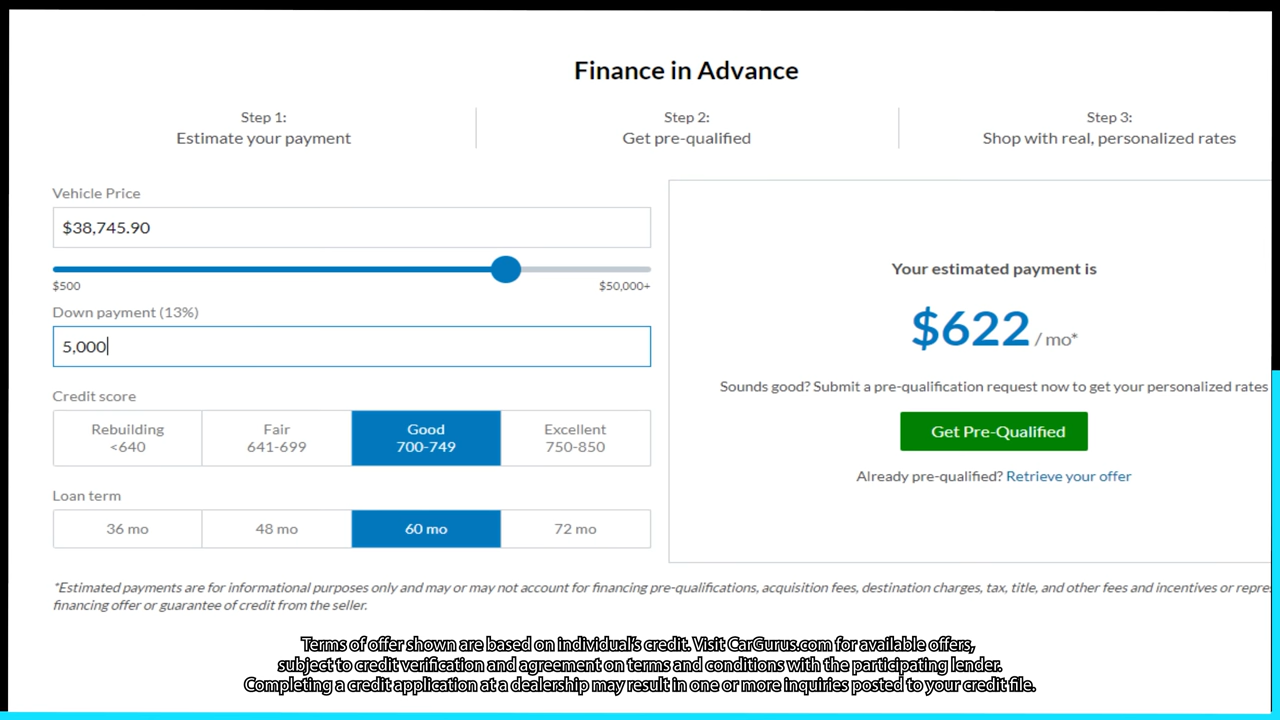 Finance in Advance
Step 1:
Estimate your payment
Step 2:
Get pre-qualified
Step 3:
Shop with real, personalized rates
Vehicle Price
$38,745.90
$500
$50,000+
Down payment (13%)
5,000
Credit score
Rebuilding
<640
Fair
641-699
Good
700-749
Excellent
750-850
Loan term
36 mo
48 mo
60 mo
72 mo
Your estimated payment is
$622 / mo*
Sounds good? Submit a pre-qualification request now to get your personalized rates
Get Pre-Qualified
Already pre-qualified? Retrieve your offer
*Estimated payments are for informational purposes only and may or may not account for financing pre-qualifications, acquisition fees, destination charges, tax, title, and other fees and incentives or repre
financing offer or guarantee of credit from the seller.
Terms of offer shown are based on individual's credit. Visit CarGurus.com for available offers,
subject to credit verification and agreement on terms and conditions with the participating lender.
Completing a credit application at a dealership may result in one or more inquiries posted to your credit file.